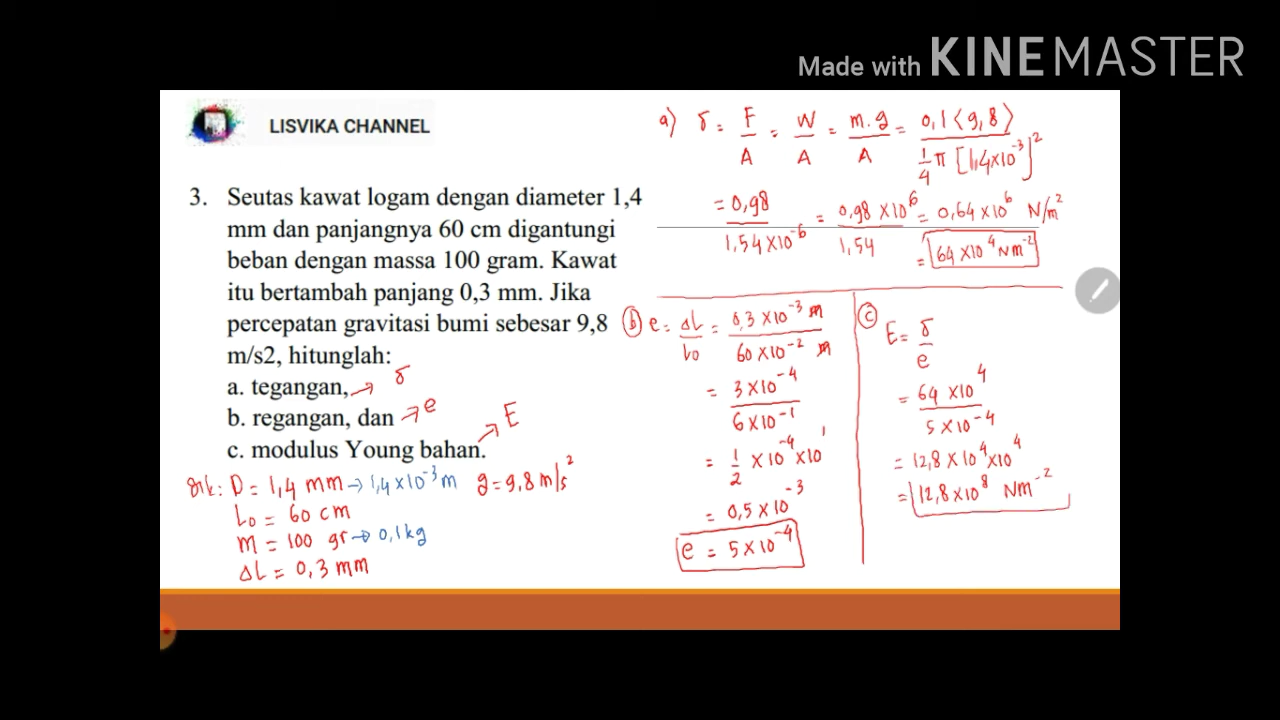 Made with KINEMASTER
LISVIKA CHANNEL
3. Seutas kawat logam dengan diameter 1,4
mm dan panjangnya 60 cm digantungi
beban dengan massa 100 gram. Kawat
itu bertambah panjang 0,3 mm. Jika
percepatan gravitasi bumi sebesar 9,8
m/s2, hitunglah:
a. tegangan, → σ
b. regangan, dan → e
c. modulus Young bahan. → E
dik: D = 1,4 mm → 1,4 x 10⁻³ m g = 9,8 m/s²
L₀ = 60 cm
m = 100 gr → 0,1 kg
ΔL = 0,3 mm
a) σ = F/A = W/A = m.g/A = 0,1 (9,8) / ¼ π [1,4x10⁻³]²
= 0,98 / 1,54 x 10⁻⁶ = 0,98 x 10⁶ / 1,54 = 0,64 x 10⁶ N/m²
= 64 x 10⁴ Nm⁻²
b) e = ΔL/L₀ = 0,3 x 10⁻³ m / 60 x 10⁻² m
= 3 x 10⁻⁴ / 6 x 10⁻¹
= ½ x 10⁻⁴ x 10¹
= 0,5 x 10⁻³
e = 5 x 10⁻⁴
c) E = σ/e
= 64 x 10⁴ / 5 x 10⁻⁴
= 12,8 x 10⁴ x 10⁴
= 12,8 x 10⁸ Nm⁻²